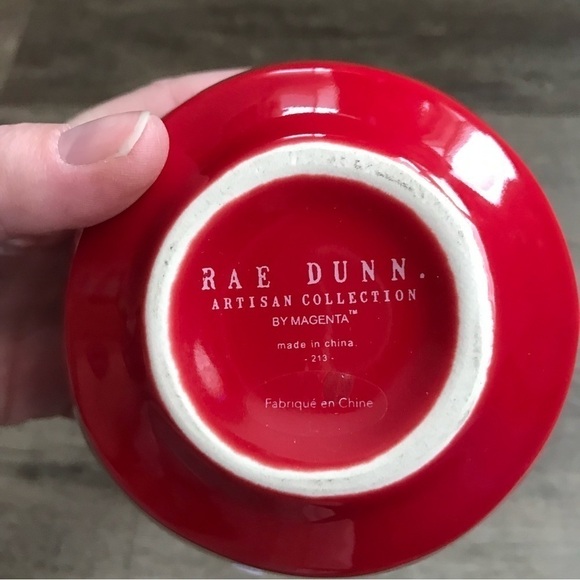 RAE DUNN.
ARTISAN COLLECTION
BY MAGENTA™
made in china.
- 213 -
Fabriqué en Chine